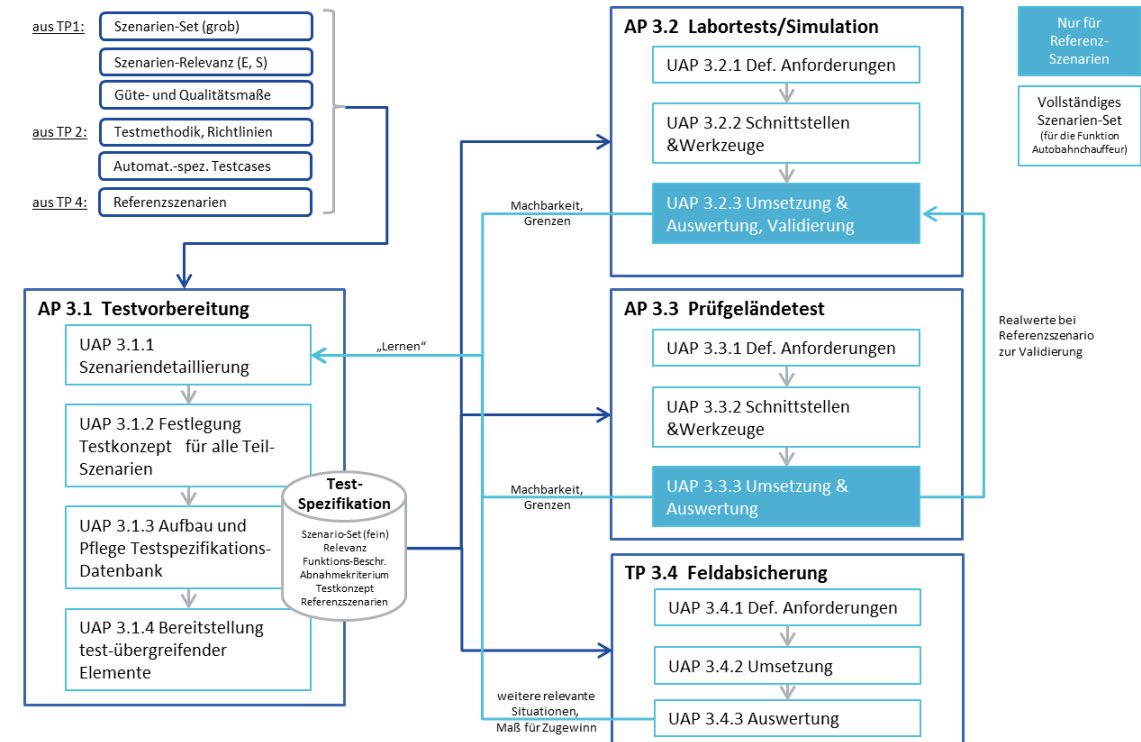 aus TP1:
Szenarien-Set (grob)
Szenarien-Relevanz (E, S)
Güte- und Qualitätsmaße
aus TP 2:
Testmethodik, Richtlinien
Automat.-spez. Testcases
aus TP 4:
Referenzszenarien
AP 3.1 Testvorbereitung
UAP 3.1.1
Szenariendetaillierung
UAP 3.1.2 Festlegung
Testkonzept für alle Teil-
Szenarien
UAP 3.1.3 Aufbau und
Pflege Testspezifikations-
Datenbank
UAP 3.1.4 Bereitstellung
test-übergreifender
Elemente
Test-
Spezifikation
Szenario-Set (fein)
Relevanz
Funktions-Beschr.
Abnahmekriterium
Testkonzept
Referenzszenarien
„Lernen“
Machbarkeit,
Grenzen
Machbarkeit,
Grenzen
weitere relevante
Situationen,
Maß für Zugewinn
AP 3.2 Labortests/Simulation
UAP 3.2.1 Def. Anforderungen
UAP 3.2.2 Schnittstellen
&Werkzeuge
UAP 3.2.3 Umsetzung &
Auswertung, Validierung
AP 3.3 Prüfgeländetest
UAP 3.3.1 Def. Anforderungen
UAP 3.3.2 Schnittstellen
&Werkzeuge
UAP 3.3.3 Umsetzung &
Auswertung
TP 3.4 Feldabsicherung
UAP 3.4.1 Def. Anforderungen
UAP 3.4.2 Umsetzung
UAP 3.4.3 Auswertung
Nur für
Referenz-
Szenarien
Vollständiges
Szenarien-Set
(für die Funktion
Autobahnchauffeur)
Realwerte bei
Referenzszenario
zur Validierung